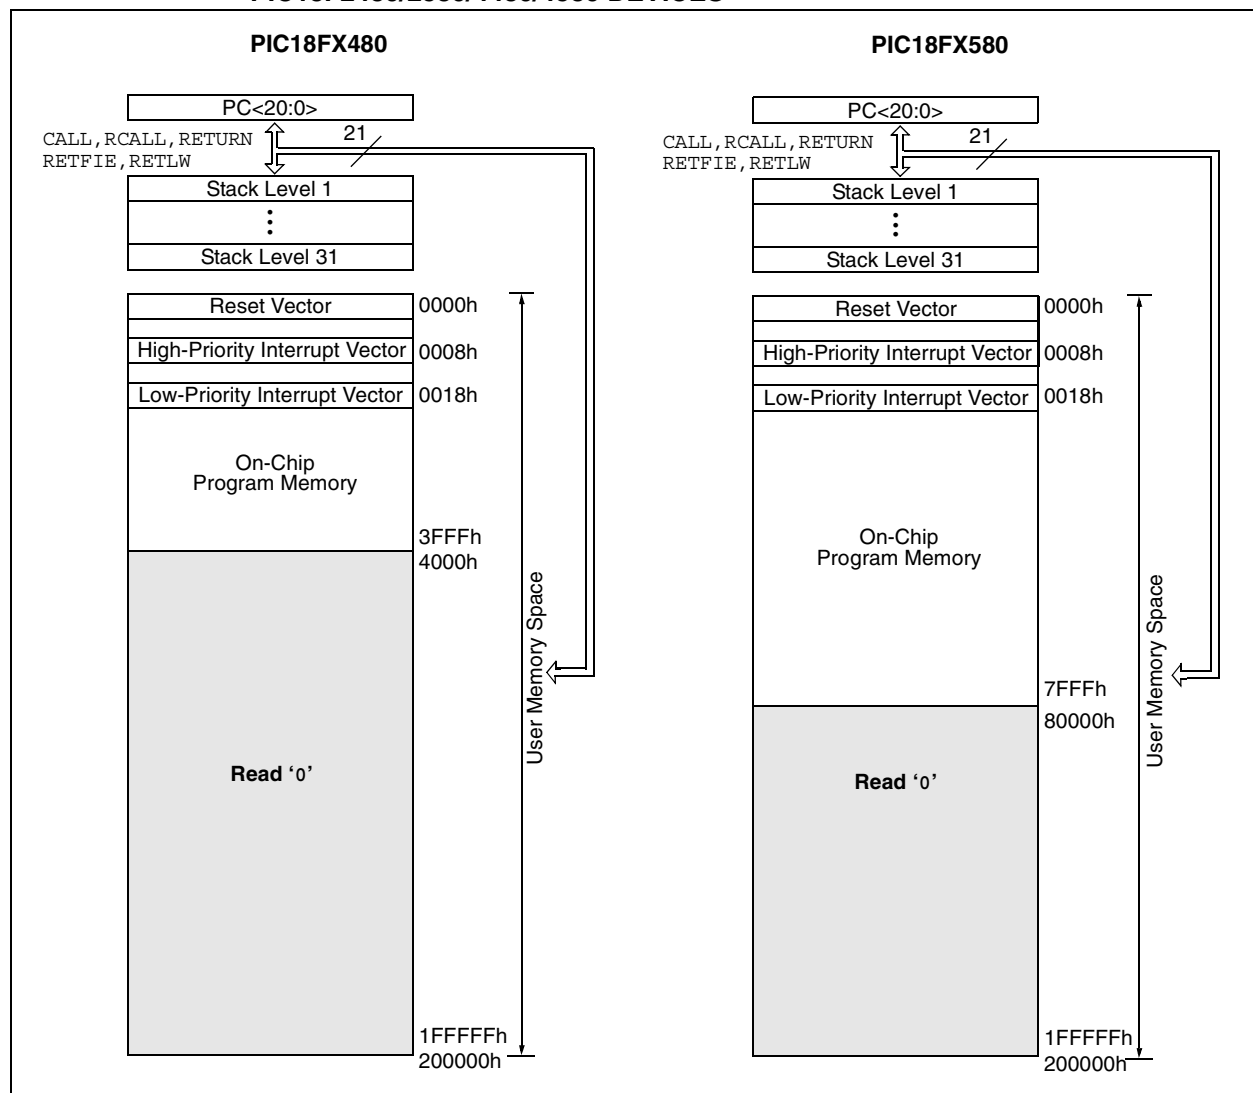 PIC18FX480
PC<20:0>
CALL,RCALL,RETURN
RETFIE,RETLW
21
Stack Level 1
Stack Level 31
Reset Vector
0000h
High-Priority Interrupt Vector
0008h
Low-Priority Interrupt Vector
0018h
On-Chip
Program Memory
3FFFh
4000h
Read ‘0’
1FFFFFh
200000h
User Memory Space
PIC18FX580
PC<20:0>
CALL,RCALL,RETURN
RETFIE,RETLW
21
Stack Level 1
Stack Level 31
Reset Vector
0000h
High-Priority Interrupt Vector
0008h
Low-Priority Interrupt Vector
0018h
On-Chip
Program Memory
7FFFh
80000h
Read ‘0’
1FFFFFh
200000h
User Memory Space